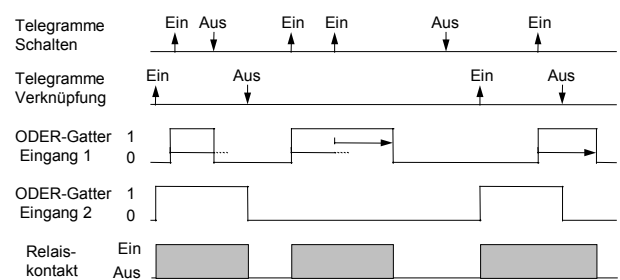 Telegramme
Schalten
Ein Aus Ein Ein Aus Ein
Telegramme
Verknüpfung
Ein Aus Ein Aus
ODER-Gatter 1
Eingang 1 0
ODER-Gatter 1
Eingang 2 0
Relais- Ein
kontakt Aus